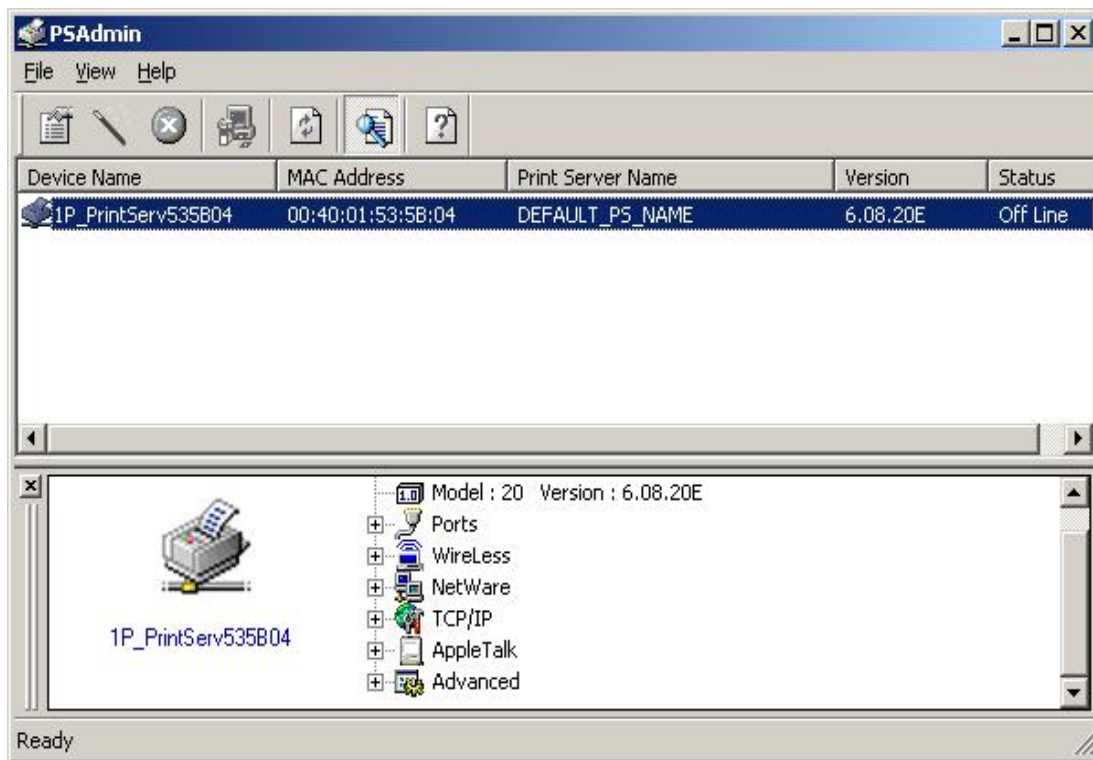 PSAdmin
File View Help
Device Name MAC Address Print Server Name Version Status
1P_PrintServ535B04 00:40:01:53:5B:04 DEFAULT_PS_NAME 6.08.20E Off Line
1.0 Model : 20 Version : 6.08.20E
Ports
WireLess
NetWare
TCP/IP
AppleTalk
Advanced
1P_PrintServ535B04
Ready